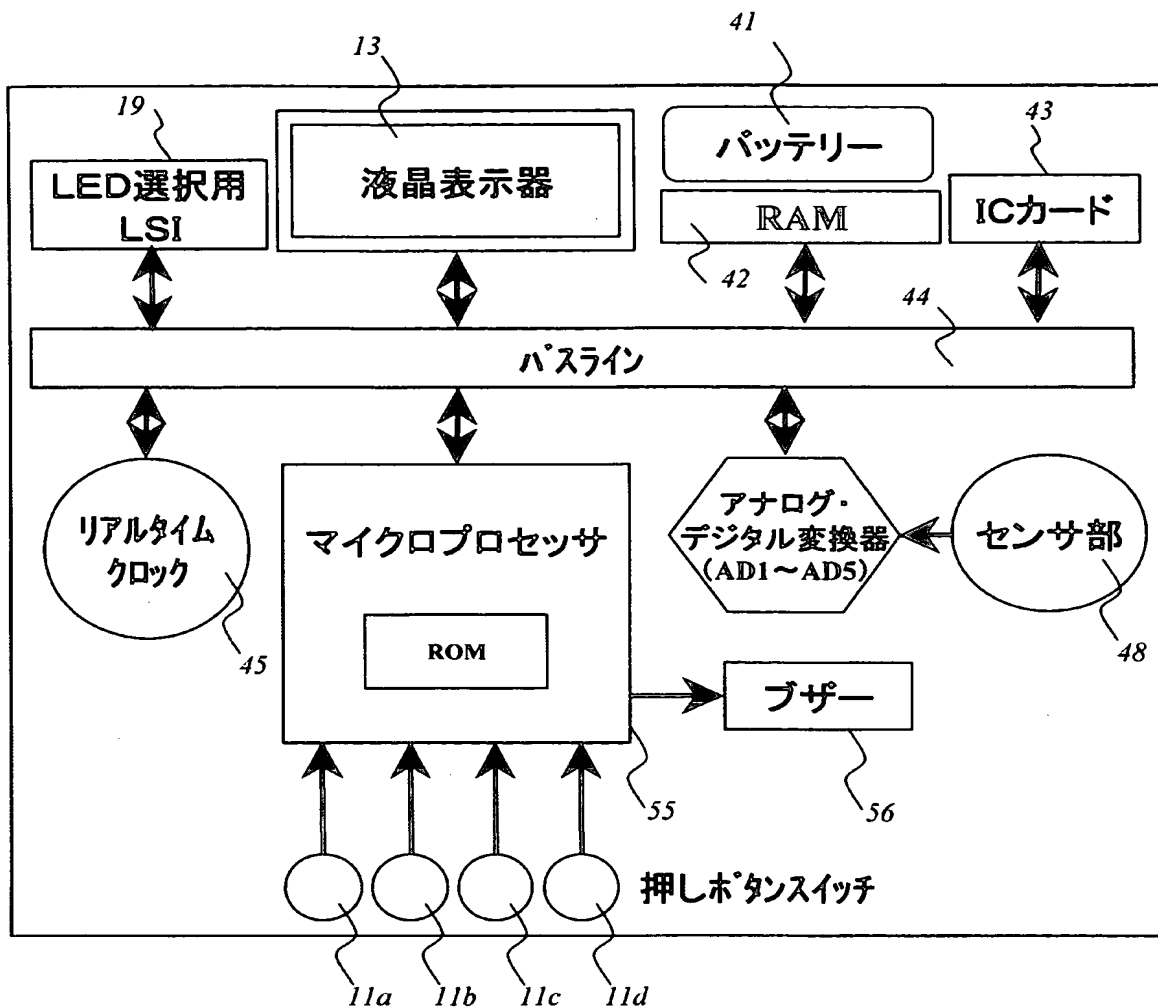 13
41
19
43
LED選択用
LSI
液晶表示器
バッテリー
RAM
ICカード
42
44
バスライン
リアルタイム
クロック
マイクロプロセッサ
ROM
アナログ・
デジタル変換器
(AD1～AD5)
センサ部
45
48
ブザー
55
56
押しボタンスイッチ
11a
11b
11c
11d